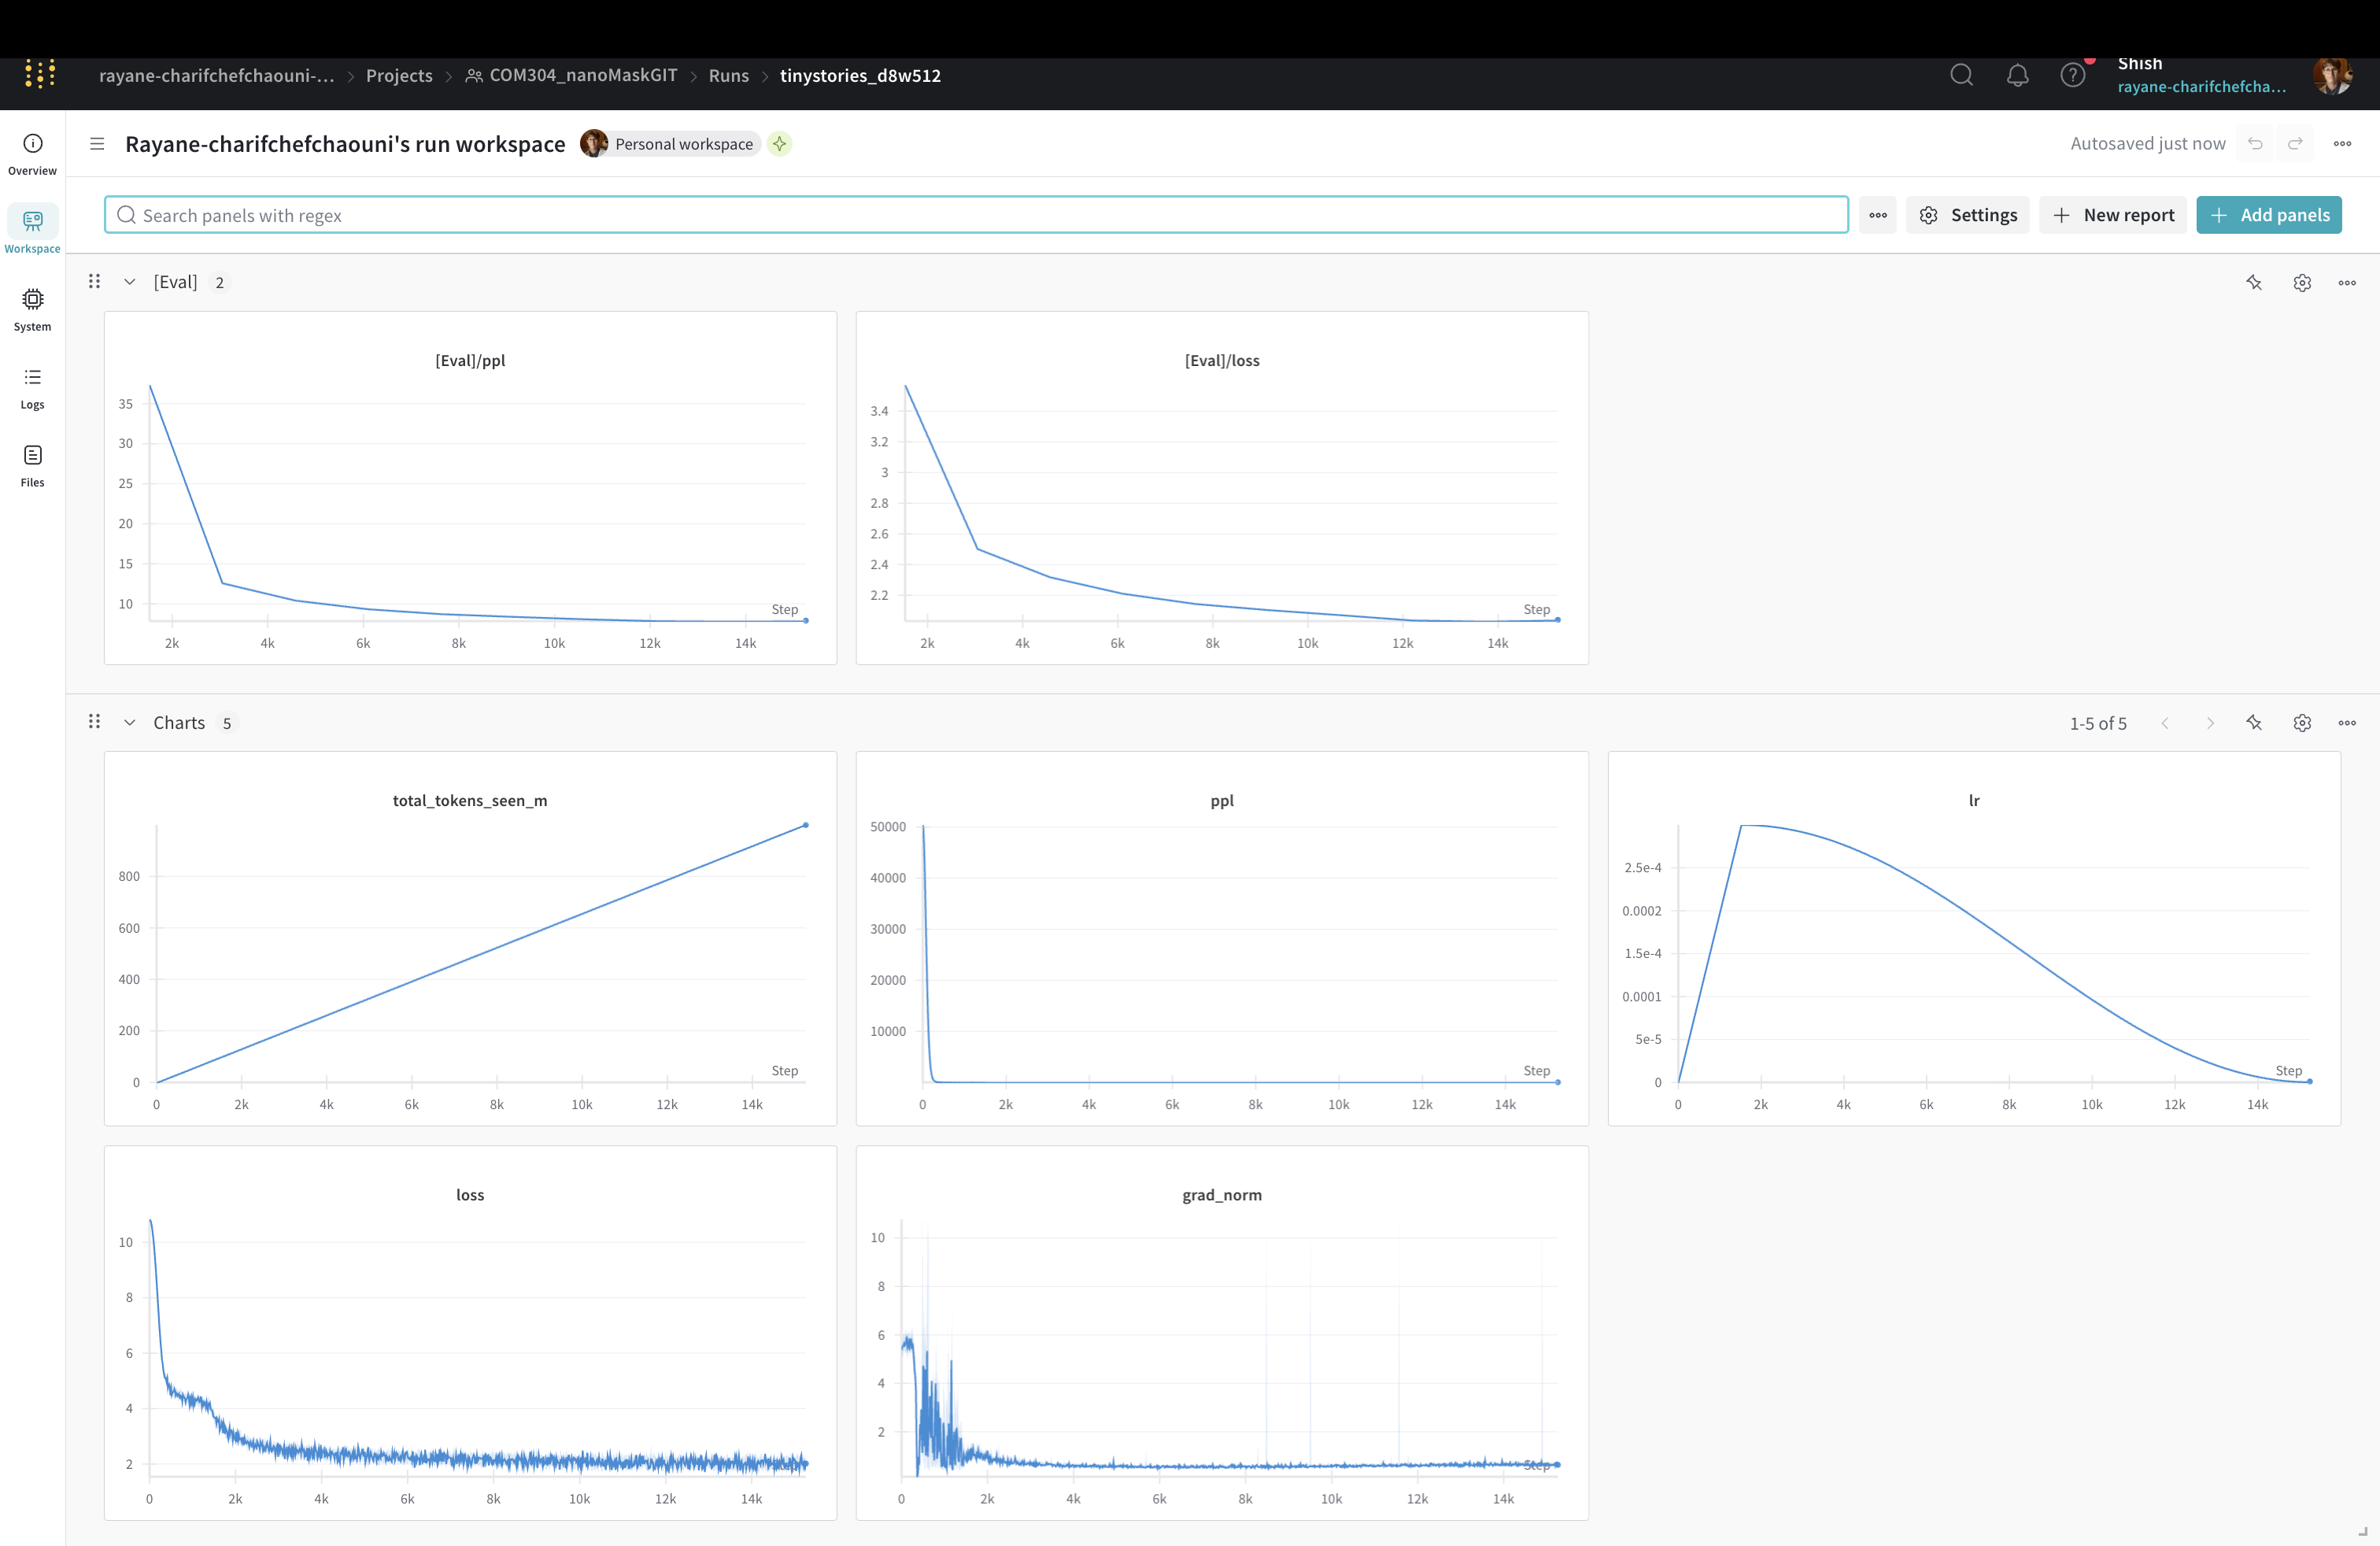 rayane-charifchefchaouni-... > Projects > COM304_nanoMaskGIT > Runs > tinystories_d8w512
Shish
rayane-charifchefcha...
Overview
Workspace
System
Logs
Files
Rayane-charifchefchaouni's run workspace
Personal workspace
Autosaved just now
Search panels with regex
Settings
New report
Add panels
[Eval] 2
[Eval]/ppl
35
30
25
20
15
10
Step
2k 4k 6k 8k 10k 12k 14k
[Eval]/loss
3.4
3.2
3
2.8
2.6
2.4
2.2
Step
2k 4k 6k 8k 10k 12k 14k
Charts 5
1-5 of 5
total_tokens_seen_m
800
600
400
200
0
Step
0 2k 4k 6k 8k 10k 12k 14k
ppl
50000
40000
30000
20000
10000
Step
0 2k 4k 6k 8k 10k 12k 14k
lr
2.5e-4
0.0002
1.5e-4
0.0001
5e-5
0
Step
0 2k 4k 6k 8k 10k 12k 14k
loss
10
8
6
4
2
Step
0 2k 4k 6k 8k 10k 12k 14k
grad_norm
10
8
6
4
2
Step
0 2k 4k 6k 8k 10k 12k 14k